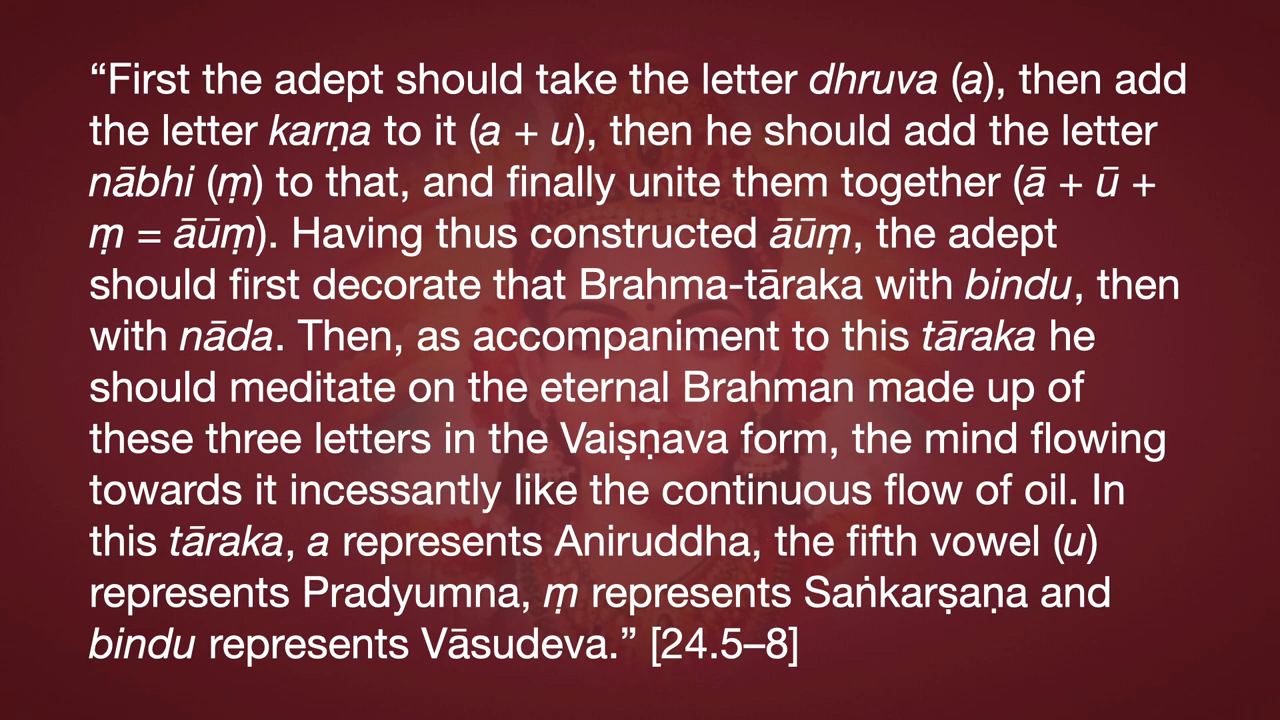 “First the adept should take the letter dhruva (a), then add
the letter karṇa to it (a + u), then he should add the letter
nābhi (ṃ) to that, and finally unite them together (ā + ū +
ṃ = āūṃ). Having thus constructed āūṃ, the adept
should first decorate that Brahma-tāraka with bindu, then
with nāda. Then, as accompaniment to this tāraka he
should meditate on the eternal Brahman made up of
these three letters in the Vaiṣṇava form, the mind flowing
towards it incessantly like the continuous flow of oil. In
this tāraka, a represents Aniruddha, the fifth vowel (u)
represents Pradyumna, ṃ represents Saṅkarṣaṇa and
bindu represents Vāsudeva.” [24.5–8]